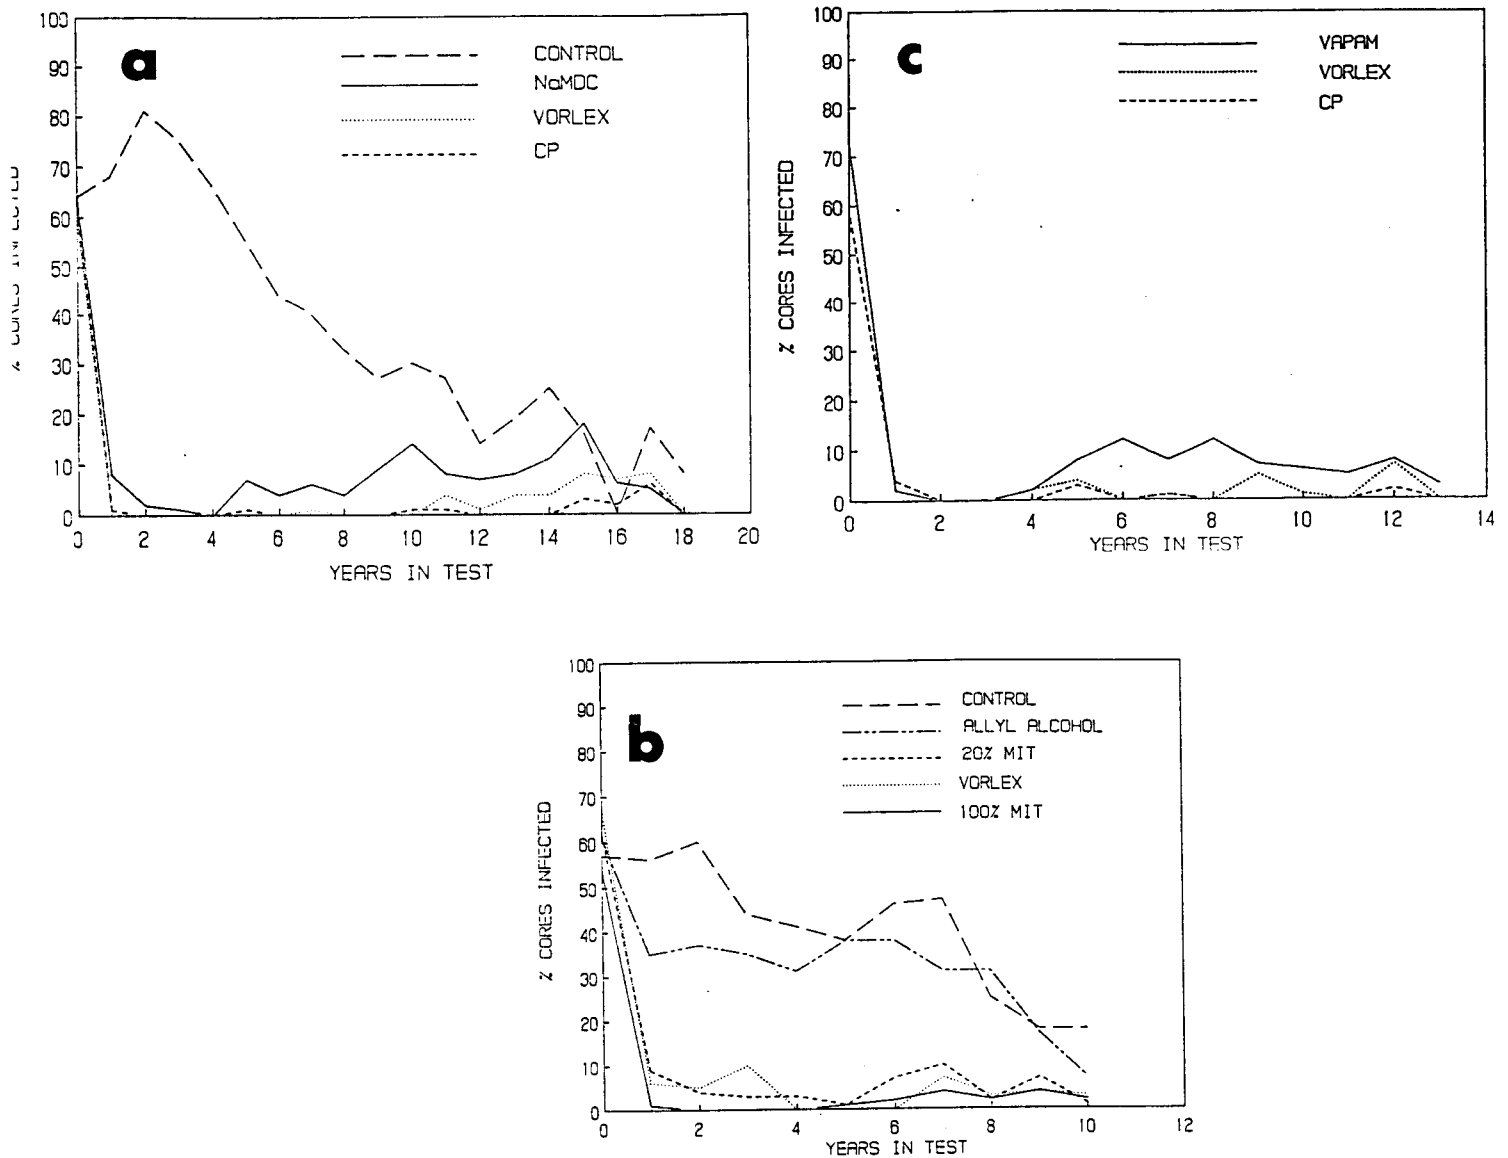 a
CONTROL
NaMDC
VORLEX
CP
100
90
80
70
60
50
40
30
20
10
0
% CORES INFECTED
0 2 4 6 8 10 12 14 16 18 20
YEARS IN TEST
c
VAPAM
VORLEX
CP
100
90
80
70
60
50
40
30
20
10
0
% CORES INFECTED
0 2 4 6 8 10 12 14
YEARS IN TEST
b
CONTROL
ALLYL ALCOHOL
20% MIT
VORLEX
100% MIT
100
90
80
70
60
50
40
30
20
10
0
% CORES INFECTED
0 2 4 6 8 10 12
YEARS IN TEST